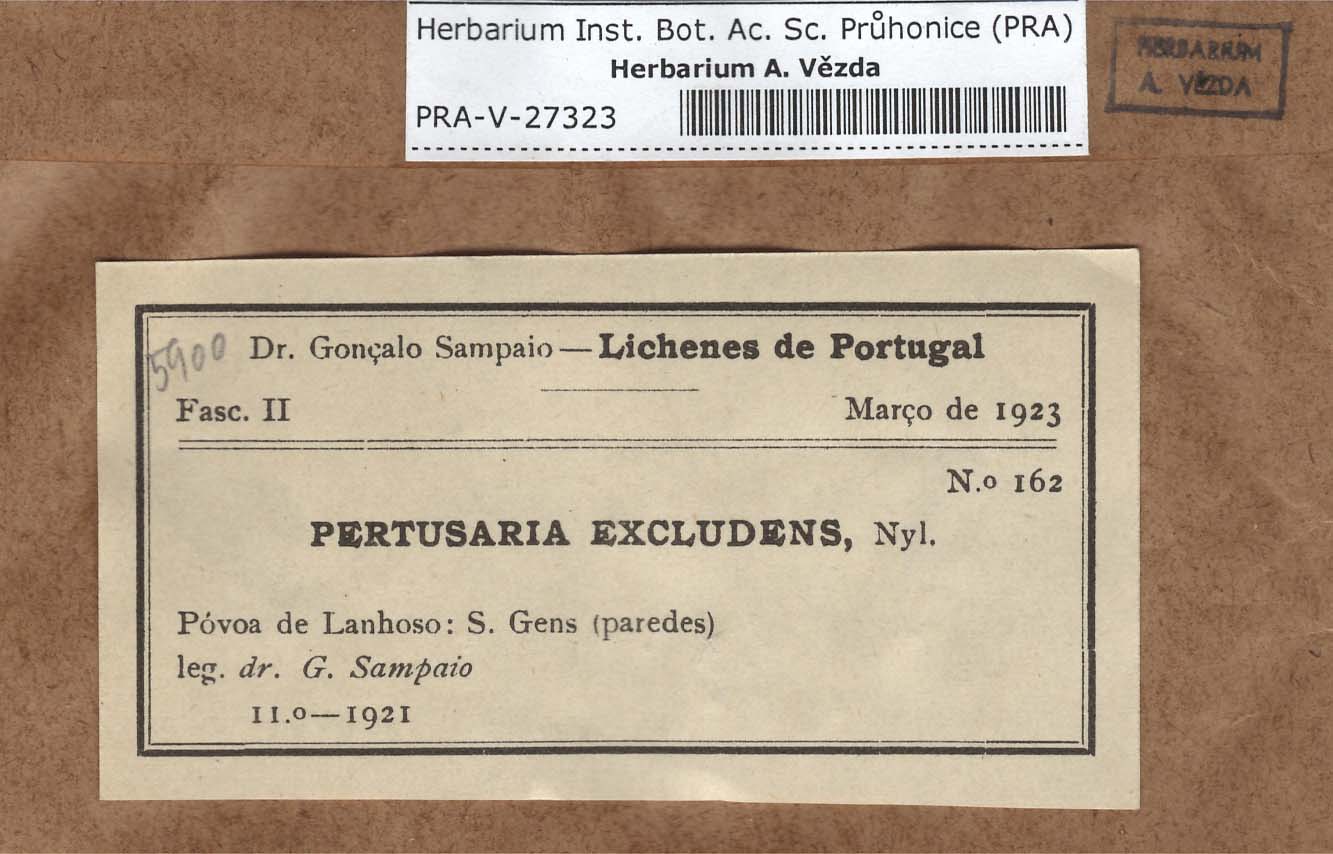 Herbarium Inst. Bot. Ac. Sc. Průhonice (PRA)
Herbarium A. Vězda
PRA-V-27323
HERBARIUM
A. VĚZDA
5900
Dr. Gonçalo Sampaio—Lichenes de Portugal
Fasc. II
Março de 1923
N.o 162
PERTUSARIA EXCLUDENS, Nyl.
Póvoa de Lanhoso: S. Gens (paredes)
leg. dr. G. Sampaio
11.o—1921